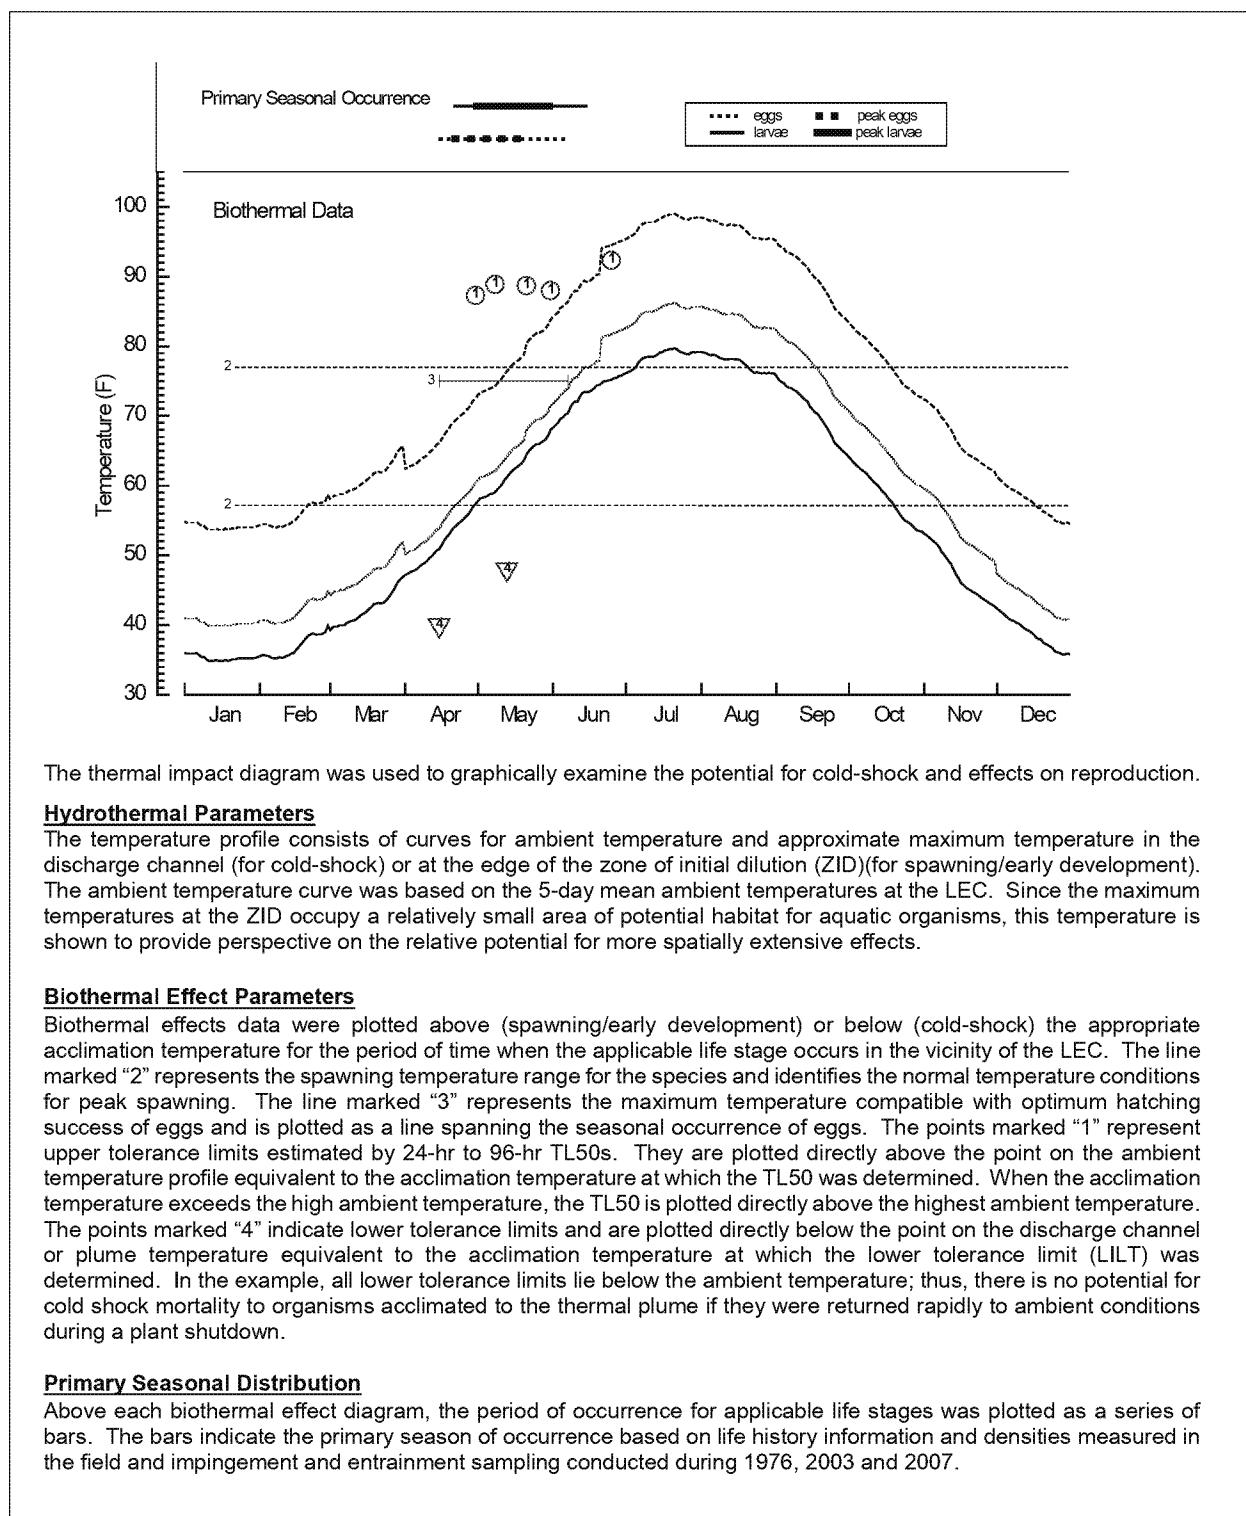 Primary Seasonal Occurrence
eggs
peak eggs
larvae
peak larvae
Biothermal Data
Temperature (F)
100
90
80
70
60
50
40
30
1
1
1
1
1
2
3
2
4
4
Jan Feb Mar Apr May Jun Jul Aug Sep Oct Nov Dec
The thermal impact diagram was used to graphically examine the potential for cold-shock and effects on reproduction.
Hydrothermal Parameters
The temperature profile consists of curves for ambient temperature and approximate maximum temperature in the
discharge channel (for cold-shock) or at the edge of the zone of initial dilution (ZID)(for spawning/early development).
The ambient temperature curve was based on the 5-day mean ambient temperatures at the LEC. Since the maximum
temperatures at the ZID occupy a relatively small area of potential habitat for aquatic organisms, this temperature is
shown to provide perspective on the relative potential for more spatially extensive effects.
Biothermal Effect Parameters
Biothermal effects data were plotted above (spawning/early development) or below (cold-shock) the appropriate
acclimation temperature for the period of time when the applicable life stage occurs in the vicinity of the LEC. The line
marked “2” represents the spawning temperature range for the species and identifies the normal temperature conditions
for peak spawning. The line marked “3” represents the maximum temperature compatible with optimum hatching
success of eggs and is plotted as a line spanning the seasonal occurrence of eggs. The points marked “1” represent
upper tolerance limits estimated by 24-hr to 96-hr TL50s. They are plotted directly above the point on the ambient
temperature profile equivalent to the acclimation temperature at which the TL50 was determined. When the acclimation
temperature exceeds the high ambient temperature, the TL50 is plotted directly above the highest ambient temperature.
The points marked “4” indicate lower tolerance limits and are plotted directly below the point on the discharge channel
or plume temperature equivalent to the acclimation temperature at which the lower tolerance limit (LILT) was
determined. In the example, all lower tolerance limits lie below the ambient temperature; thus, there is no potential for
cold shock mortality to organisms acclimated to the thermal plume if they were returned rapidly to ambient conditions
during a plant shutdown.
Primary Seasonal Distribution
Above each biothermal effect diagram, the period of occurrence for applicable life stages was plotted as a series of
bars. The bars indicate the primary season of occurrence based on life history information and densities measured in
the field and impingement and entrainment sampling conducted during 1976, 2003 and 2007.